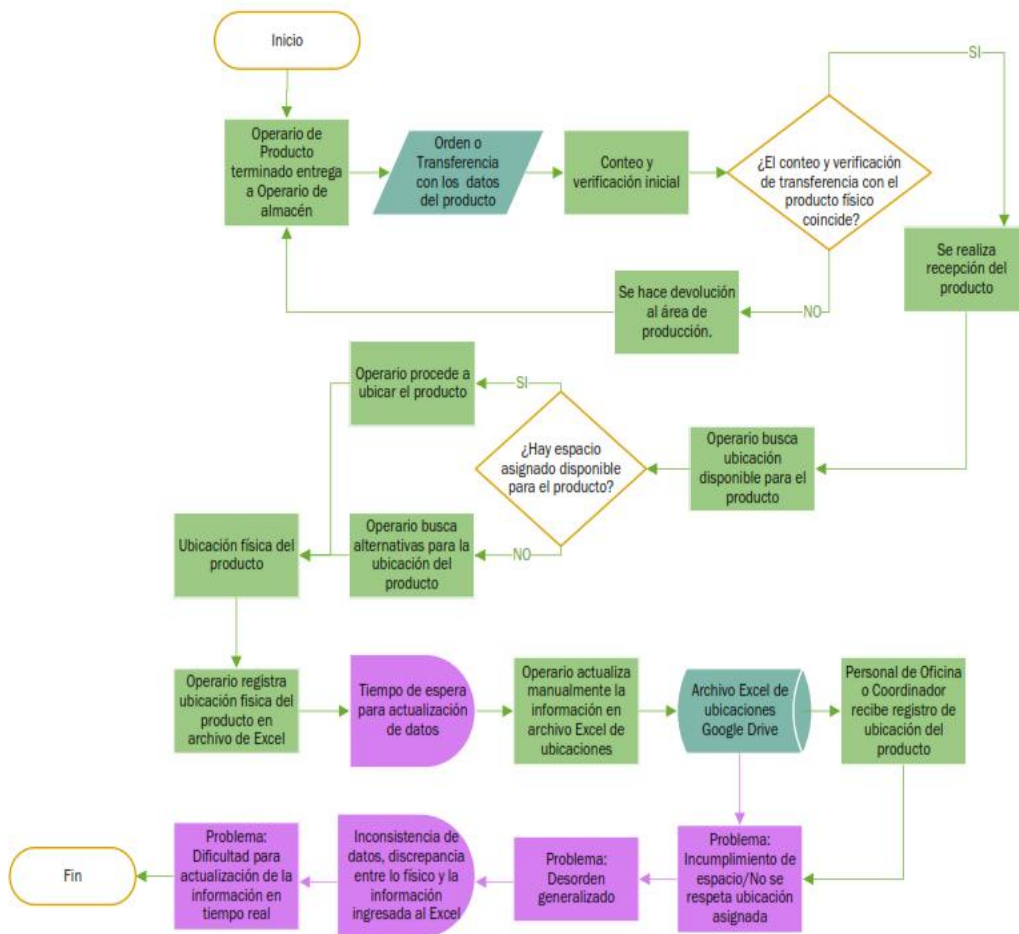 Inicio
SI
Operario de
Producto
terminado entrega
a Operario de
almacén
Orden o
Transferencia
con los datos
del producto
Conteo y
verificación inicial
¿El conteo y verificación
de transferencia con el
producto físico
coincide?
Se realiza
recepción del
producto
NO
Se hace devolución
al área de
producción.
Operario procede a
ubicar el producto
SI
¿Hay espacio
asignado disponible
para el producto?
Operario busca
ubicación
disponible para el
producto
NO
Operario busca
alternativas para la
ubicación del
producto
Ubicación física del
producto
Operario registra
ubicación fisica del
producto en
archivo de Excel
Tiempo de espera
para actualización
de datos
Operario actualiza
manualmente la
información en
archivo Excel de
ubicaciones
Archivo Excel de
ubicaciones
Google Drive
Personal de Oficina
o Coordinador
recibe registro de
ubicación del
producto
Problema:
Incumplimiento de
espacio/No se
respeta ubicación
asignada
Problema:
Desorden
generalizado
Inconsistencia de
datos, discrepancia
entre lo físico y la
información
ingresada al Excel
Problema:
Dificultad para
actualización de la
información en
tiempo real
Fin